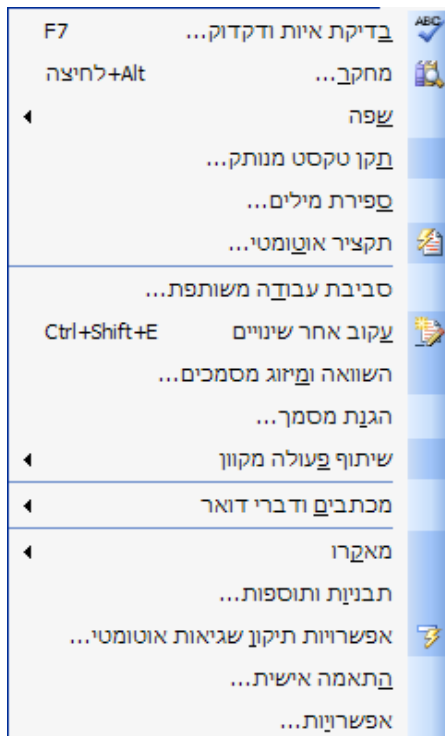 בדיקת איות ודקדוק... F7
מחקר... Alt+לחיצה
שפה
תקן טקסט מנותק...
ספירת מילים...
תקציר אוטומטי...
סביבת עבודה משותפת...
עקוב אחר שינויים Ctrl+Shift+E
השוואה ומיזוג מסמכים...
הגנת מסמך...
שיתוף פעולה מקוון
מכתבים ודברי דואר
מאקרו
תבניות ותוספות...
אפשרויות תיקון שגיאות אוטומטי...
התאמה אישית...
אפשרויות...